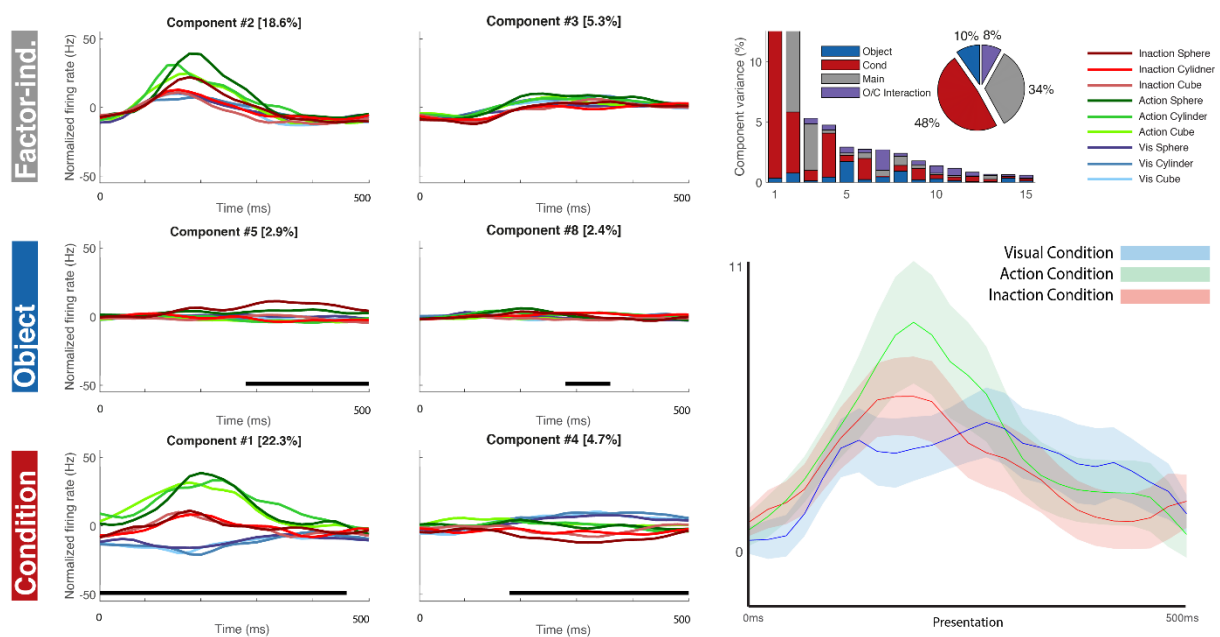 Factor-ind.
Component #2 [18.6%]
50
0
-50
Normalized firing rate (Hz)
0
500
Time (ms)
Component #3 [5.3%]
0
500
Time (ms)
Object
Component #5 [2.9%]
50
0
-50
Normalized firing rate (Hz)
0
500
Time (ms)
Component #8 [2.4%]
0
500
Time (ms)
Condition
Component #1 [22.3%]
50
0
-50
Normalized firing rate (Hz)
0
500
Time (ms)
Component #4 [4.7%]
0
500
Time (ms)
Component variance (%)
10
5
0
1
5
10
15
Object
Cond
Main
O/C Interaction
10%
8%
34%
48%
Inaction Sphere
Inaction Cylidner
Inaction Cube
Action Sphere
Action Cylinder
Action Cube
Vis Sphere
Vis Cylinder
Vis Cube
Visual Condition
Action Condition
Inaction Condition
11
0
0ms
Presentation
500ms